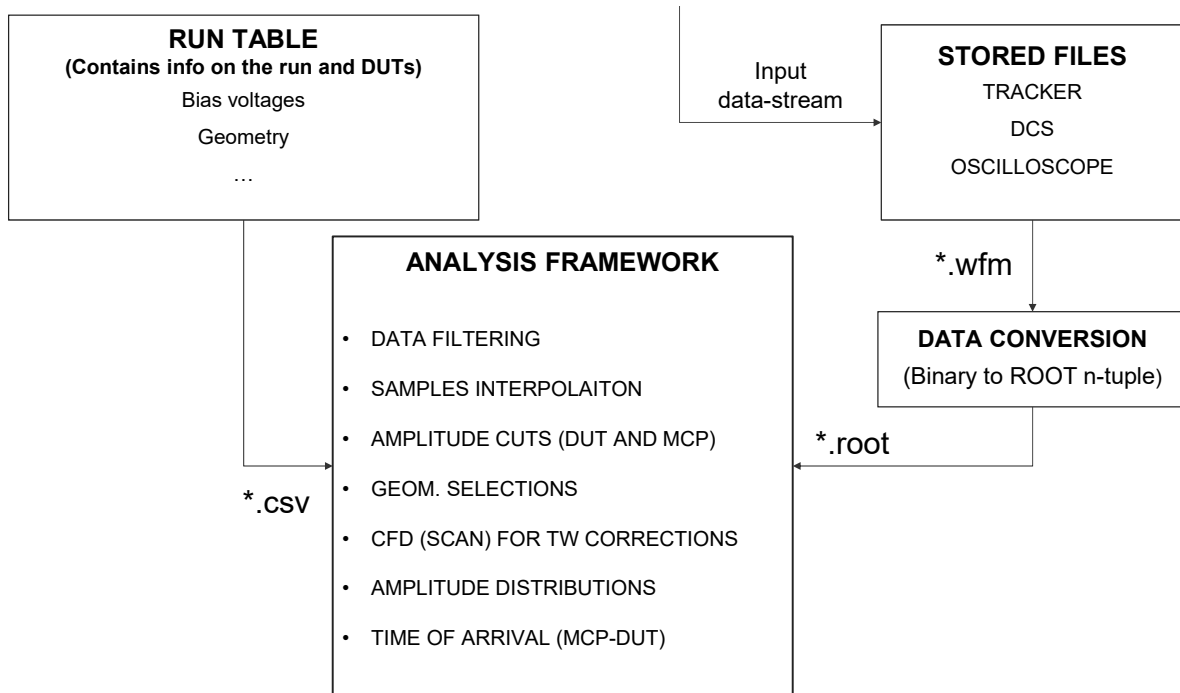 RUN TABLE
(Contains info on the run and DUTs)
Bias voltages
Geometry
…
Input
data-stream
STORED FILES
TRACKER
DCS
OSCILLOSCOPE
*.wfm
DATA CONVERSION
(Binary to ROOT n-tuple)
*.root
*.csv
ANALYSIS FRAMEWORK
• DATA FILTERING
• SAMPLES INTERPOLAITON
• AMPLITUDE CUTS (DUT AND MCP)
• GEOM. SELECTIONS
• CFD (SCAN) FOR TW CORRECTIONS
• AMPLITUDE DISTRIBUTIONS
• TIME OF ARRIVAL (MCP-DUT)